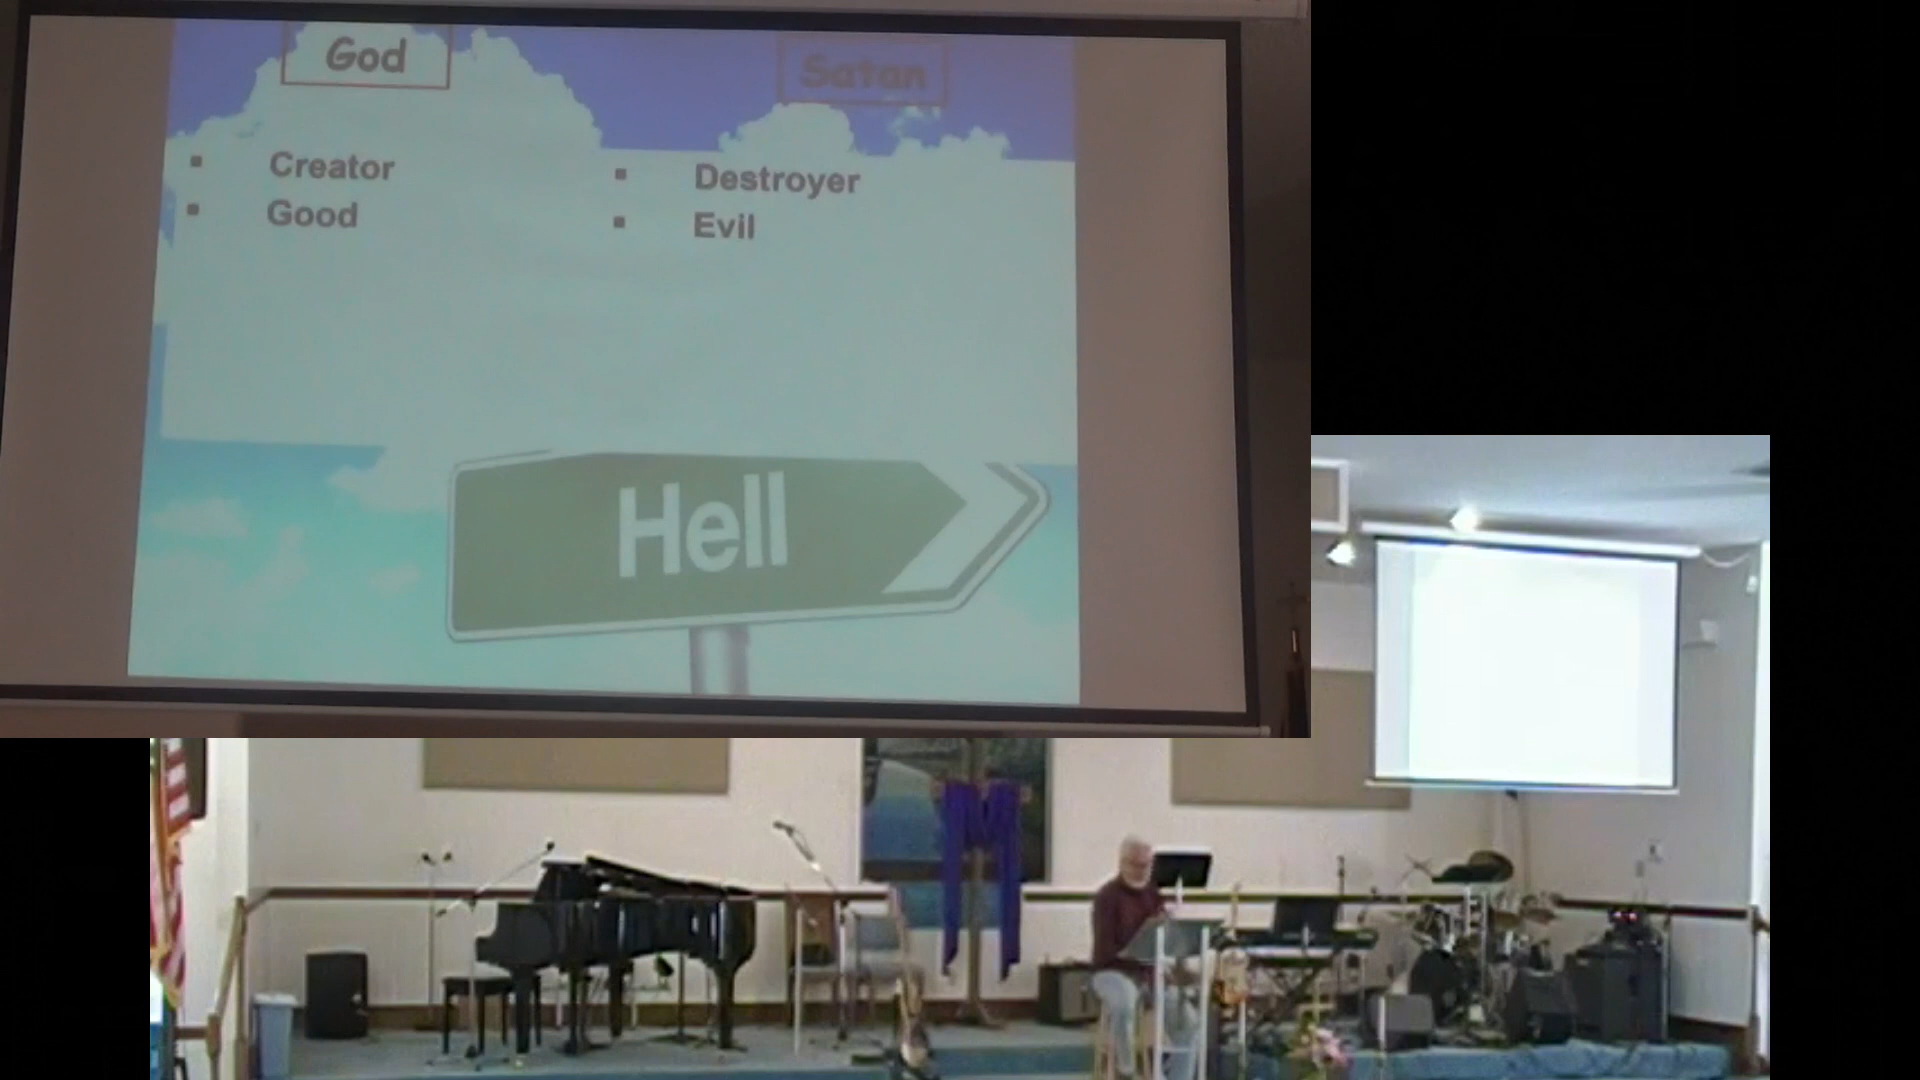 God
Satan
▪ Creator
▪ Good
▪ Destroyer
▪ Evil
Hell